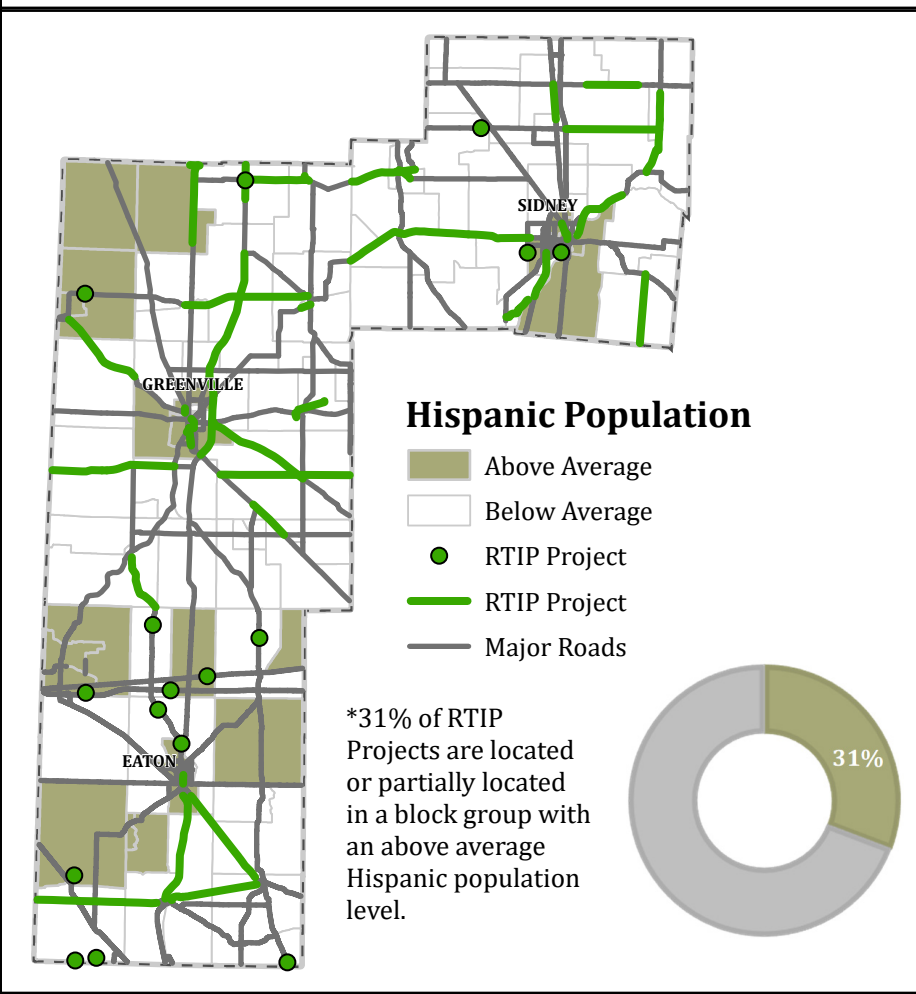 SIDNEY
GREENVILLE
Hispanic Population
Above Average
Below Average
RTIP Project
RTIP Project
Major Roads
*31% of RTIP
Projects are located
or partially located
in a block group with
an above average
Hispanic population
level.
31%
EATON